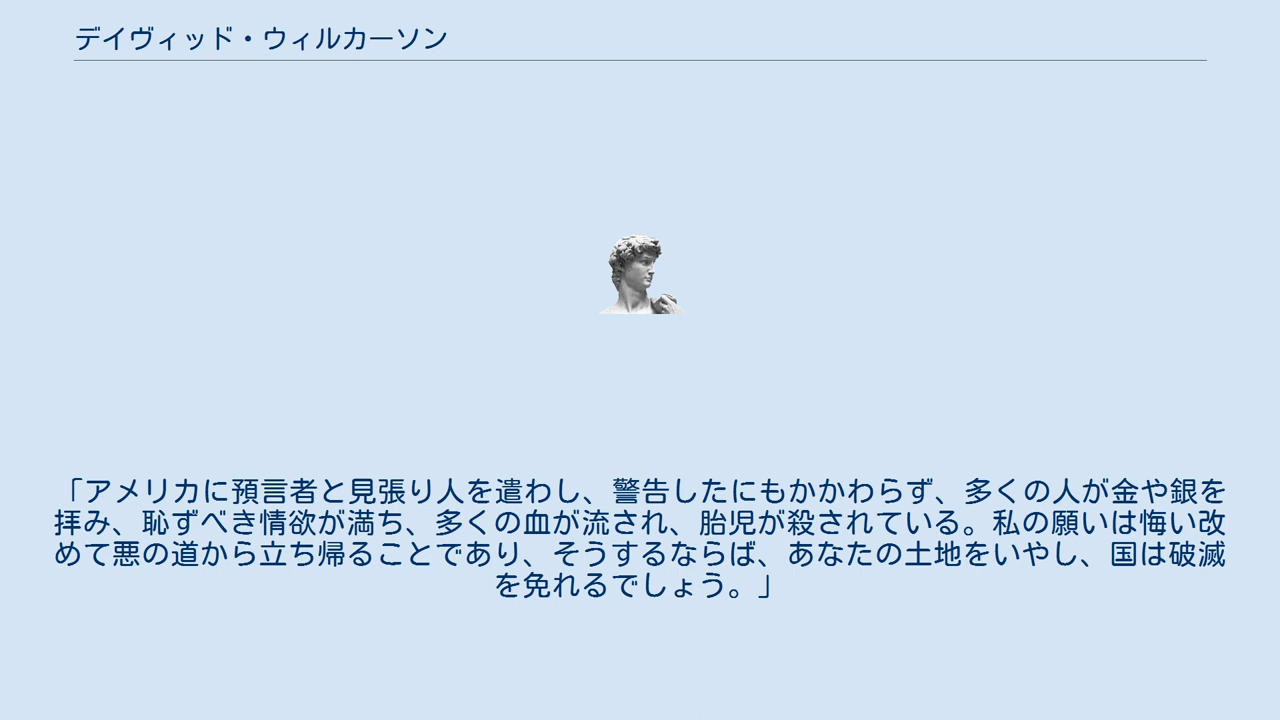 デイヴィッド・ウィルカーソン
「アメリカに預言者と見張り人を遣わし、警告したにもかかわらず、多くの人が金や銀を
拝み、恥ずべき情欲が満ち、多くの血が流され、胎児が殺されている。私の願いは悔い改
めて悪の道から立ち帰ることであり、そうするならば、あなたの土地をいやし、国は破滅
を免れるでしょう。」